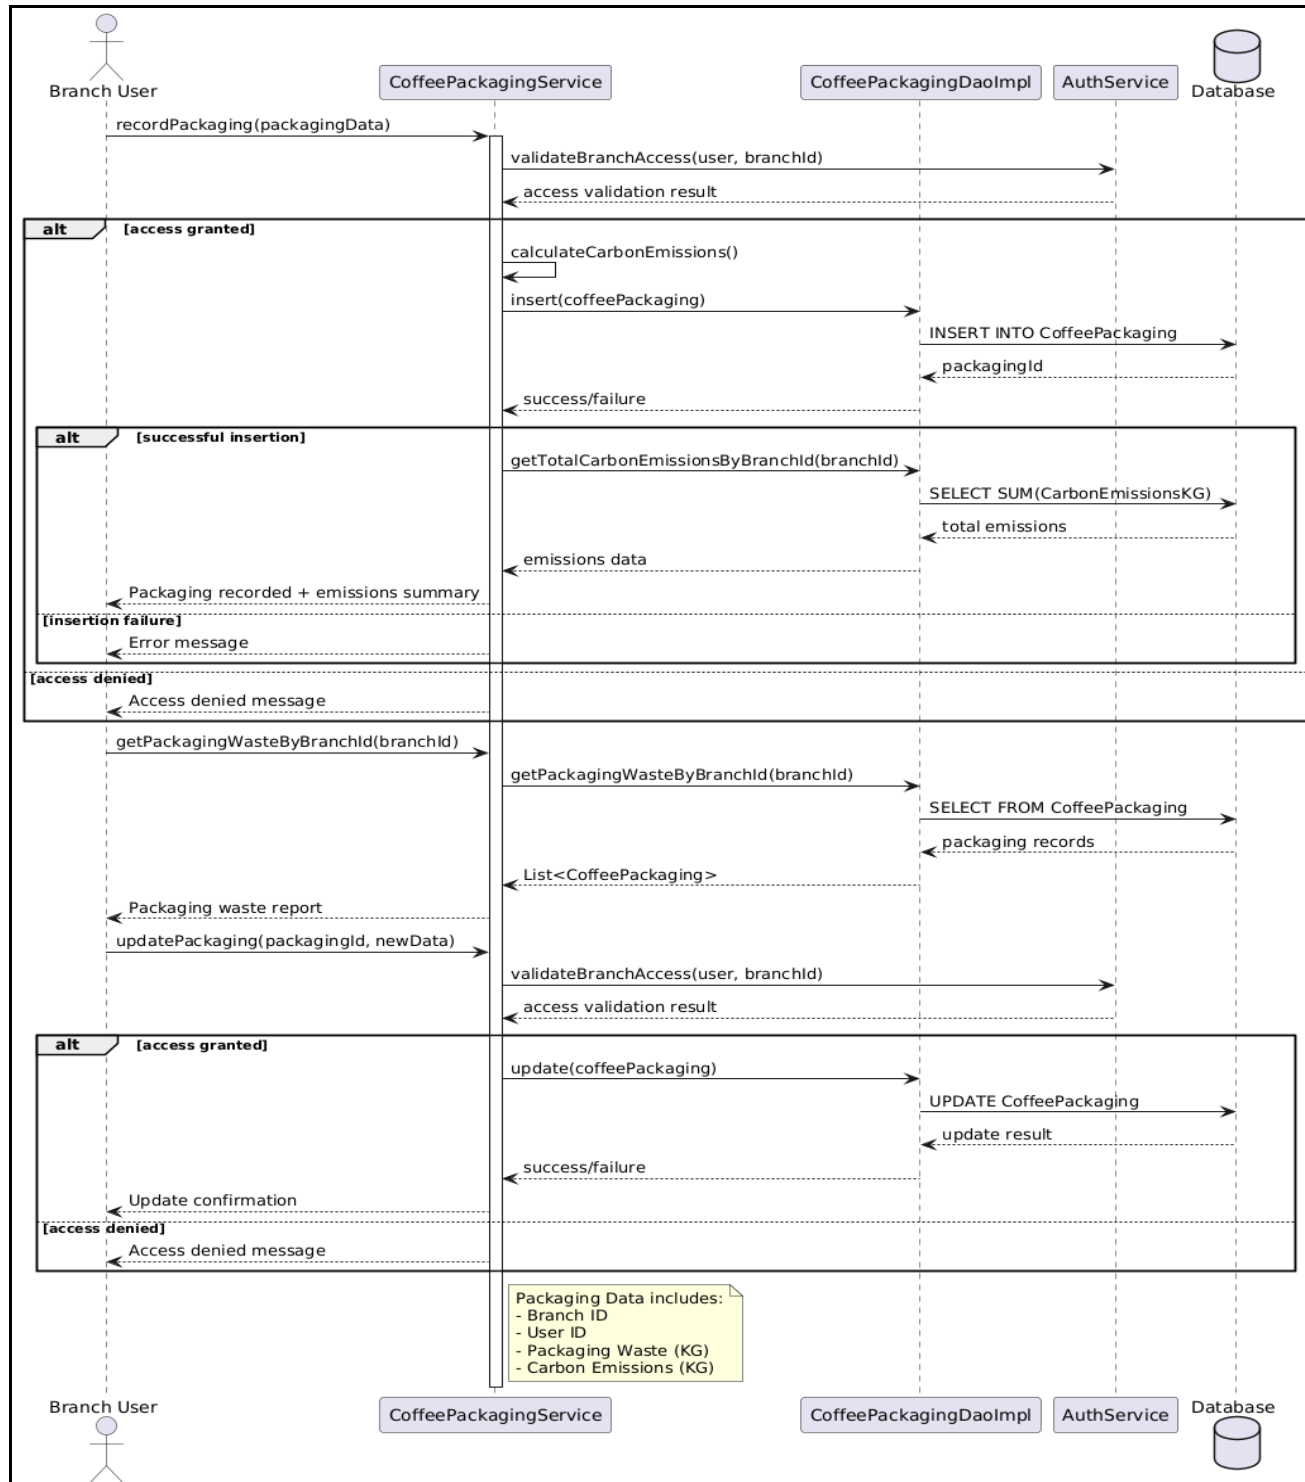 Branch User
CoffeePackagingService
CoffeePackagingDaoImpl
AuthService
Database
recordPackaging(packagingData)
validateBranchAccess(user, branchId)
access validation result
alt
[access granted]
calculateCarbonEmissions()
insert(coffeePackaging)
INSERT INTO CoffeePackaging
packagingId
success/failure
alt
[successful insertion]
getTotalCarbonEmissionsByBranchId(branchId)
SELECT SUM(CarbonEmissionsKG)
total emissions
emissions data
Packaging recorded + emissions summary
[insertion failure]
Error message
[access denied]
Access denied message
getPackagingWasteByBranchId(branchId)
getPackagingWasteByBranchId(branchId)
SELECT FROM CoffeePackaging
packaging records
List<CoffeePackaging>
Packaging waste report
updatePackaging(packagingId, newData)
validateBranchAccess(user, branchId)
access validation result
alt
[access granted]
update(coffeePackaging)
UPDATE CoffeePackaging
update result
success/failure
Update confirmation
[access denied]
Access denied message
Packaging Data includes:
- Branch ID
- User ID
- Packaging Waste (KG)
- Carbon Emissions (KG)
Branch User
CoffeePackagingService
CoffeePackagingDaoImpl
AuthService
Database